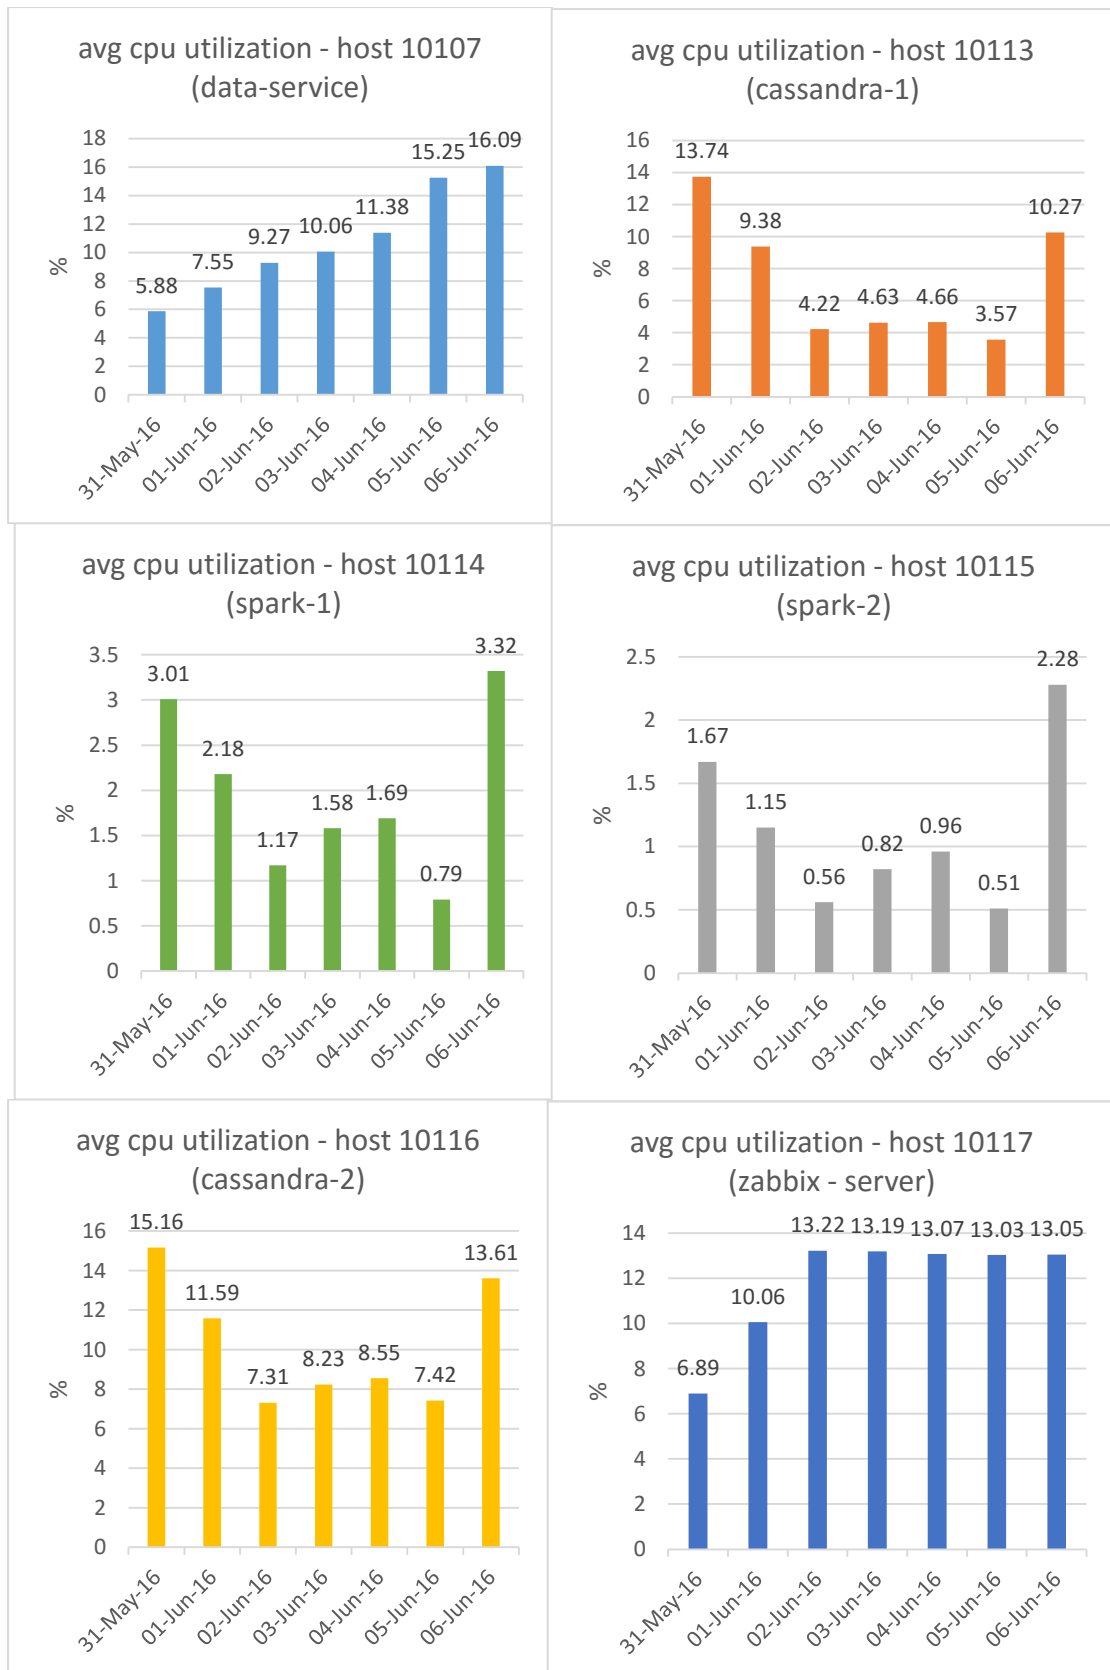 avg cpu utilization - host 10107
(data-service)
18
16
14
12
10
8
6
4
2
0
%
5.88
7.55
9.27
10.06
11.38
15.25
16.09
31-May-16
01-Jun-16
02-Jun-16
03-Jun-16
04-Jun-16
05-Jun-16
06-Jun-16
avg cpu utilization - host 10113
(cassandra-1)
16
14
12
10
8
6
4
2
0
%
13.74
9.38
4.22
4.63
4.66
3.57
10.27
31-May-16
01-Jun-16
02-Jun-16
03-Jun-16
04-Jun-16
05-Jun-16
06-Jun-16
avg cpu utilization - host 10114
(spark-1)
3.5
3
2.5
2
1.5
1
0.5
0
%
3.01
2.18
1.17
1.58
1.69
0.79
3.32
31-May-16
01-Jun-16
02-Jun-16
03-Jun-16
04-Jun-16
05-Jun-16
06-Jun-16
avg cpu utilization - host 10115
(spark-2)
2.5
2
1.5
1
0.5
0
%
1.67
1.15
0.56
0.82
0.96
0.51
2.28
31-May-16
01-Jun-16
02-Jun-16
03-Jun-16
04-Jun-16
05-Jun-16
06-Jun-16
avg cpu utilization - host 10116
(cassandra-2)
16
14
12
10
8
6
4
2
0
%
15.16
11.59
7.31
8.23
8.55
7.42
13.61
31-May-16
01-Jun-16
02-Jun-16
03-Jun-16
04-Jun-16
05-Jun-16
06-Jun-16
avg cpu utilization - host 10117
(zabbix - server)
14
12
10
8
6
4
2
0
%
6.89
10.06
13.22
13.19
13.07
13.03
13.05
31-May-16
01-Jun-16
02-Jun-16
03-Jun-16
04-Jun-16
05-Jun-16
06-Jun-16